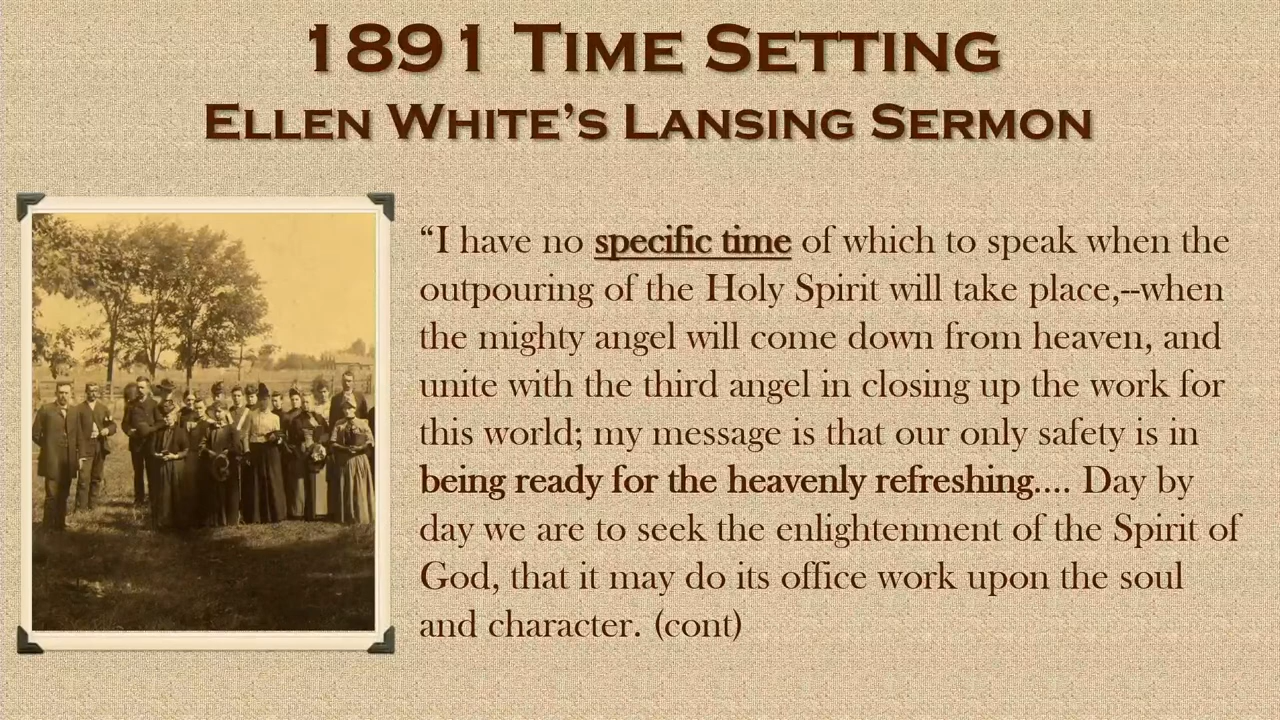 1891 Time Setting
Ellen White’s Lansing Sermon
“I have no specific time of which to speak when the
outpouring of the Holy Spirit will take place,--when
the mighty angel will come down from heaven, and
unite with the third angel in closing up the work for
this world; my message is that our only safety is in
being ready for the heavenly refreshing.... Day by
day we are to seek the enlightenment of the Spirit of
God, that it may do its office work upon the soul
and character. (cont)